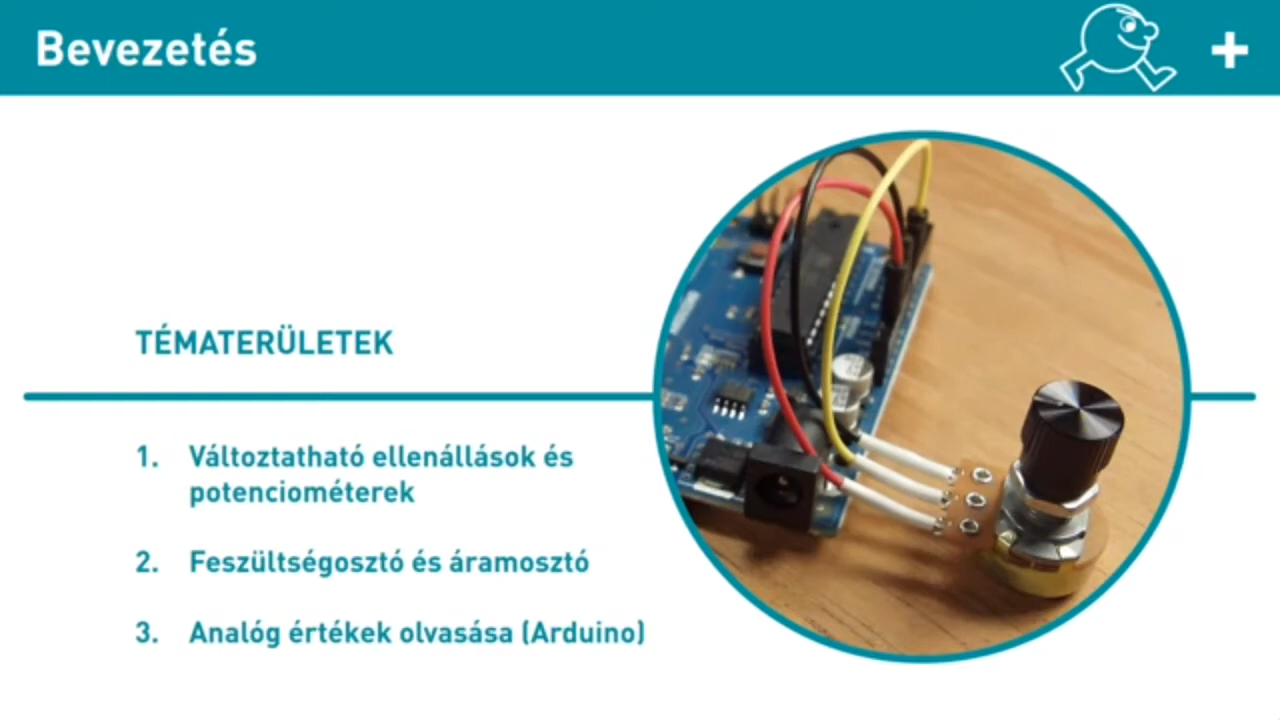 Bevezetés
TÉMATERÜLETEK
1. Változtatható ellenállások és
potenciométerek
2. Feszültségosztó és áramosztó
3. Analóg értékek olvasása (Arduino)